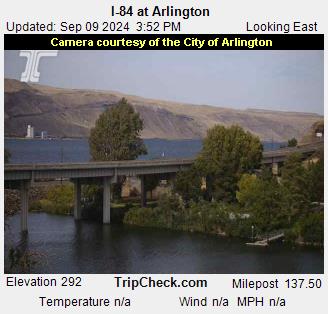 I-84 at Arlington
Updated: Sep 09 2024 3:52 PM Looking East
Camera courtesy of the City of Arlington
Elevation 292 TripCheck.com Milepost 137.50
Temperature n/a Wind n/a MPH n/a